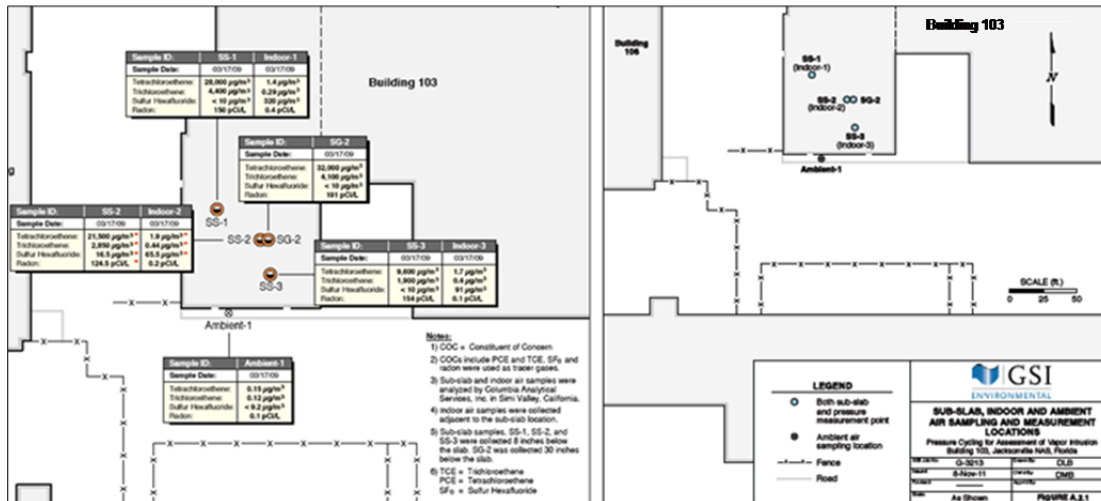 Sample ID: SS-1 Indoor-1
Sample Date: 03/17/09 03/17/09
Tetrachloroethene: 28,000 µg/m³ 1.4 µg/m³
Trichloroethene: 4,400 µg/m³ 0.29 µg/m³
Sulfur Hexafluoride: < 10 µg/m³ 320 µg/m³
Radon: 150 pCi/L 0.4 pCi/L
Building 103
Sample ID: SG-2
Sample Date: 03/17/09
Tetrachloroethene: 32,000 µg/m³
Trichloroethene: 4,100 µg/m³
Sulfur Hexafluoride: < 10 µg/m³
Radon: 191 pCi/L
g
Sample ID: SS-2 Indoor-2
Sample Date: 03/17/09 03/17/09
Tetrachloroethene: 21,500 µg/m³* 1.9 µg/m³*
Trichloroethene: 2,850 µg/m³* 0.44 µg/m³*
Sulfur Hexafluoride: 16.5 µg/m³* 65.5 µg/m³*
Radon: 124.5 pCi/L * 0.2 pCi/L
SS-1
SS-2 SG-2
SS-3
Sample ID: SS-3 Indoor-3
Sample Date: 03/17/09 03/17/09
Tetrachloroethene: 9,600 µg/m³ 1.7 µg/m³
Trichloroethene: 1,900 µg/m³ 0.4 µg/m³
Sulfur Hexafluoride: < 10 µg/m³ 91 µg/m³
Radon: 154 pCi/L 0.1 pCi/L
Ambient-1
Sample ID: Ambient-1
Sample Date: 03/17/09
Tetrachloroethene: 0.15 µg/m³
Trichloroethene: 0.12 µg/m³
Sulfur Hexafluoride: < 9.2 µg/m³
Radon: 0.1 pCi/L
Notes:
1) COC = Constituent of Concern
2) COCs include PCE and TCE. SF₆ and
radon were used as tracer gases.
3) Sub-slab and indoor air samples were
analyzed by Columbia Analytical
Services, Inc. in Simi Valley, California.
4) Indoor air samples were collected
adjacent to the sub-slab location.
5) Sub-slab samples, SS-1, SS-2, and
SS-3 were collected 8 inches below
the slab. SG-2 was collected 30 inches
below the slab.
6) TCE = Trichloroethene
PCE = Tetrachloroethene
SF₆ = Sulfur Hexafluoride
Building 103
Building
106
SS-1
(Indoor-1)
SS-2 SG-2
(Indoor-2)
SS-3
(Indoor-3)
Ambient-1
N
SCALE (ft.)
0 25 50
LEGEND
Both sub-slab
and pressure
measurement point
Ambient air
sampling location
Fence
Road
GSI
ENVIRONMENTAL
SUB-SLAB, INDOOR AND AMBIENT
AIR SAMPLING AND MEASUREMENT
LOCATIONS
Pressure Cycling for Assessment of Vapor Intrusion
Building 103, Jacksonville NAS, Florida
G-3213 DLB
8-Nov-11 DMB
As Shown FIGURE A.2.1